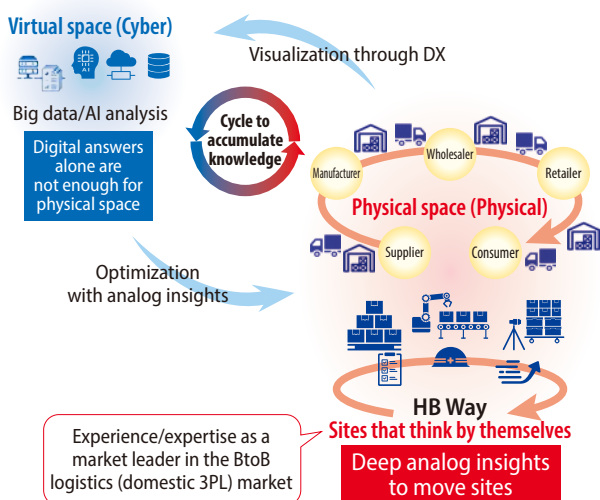 Virtual space (Cyber)
AI
Big data/AI analysis
Digital answers
alone are
not enough for
physical space
Visualization through DX
Cycle to
accumulate
knowledge
Optimization
with analog insights
Manufacturer
Wholesaler
Retailer
Physical space (Physical)
Supplier
Consumer
HB Way
Sites that think by themselves
Deep analog insights
to move sites
Experience/expertise as a
market leader in the BtoB
logistics (domestic 3PL) market